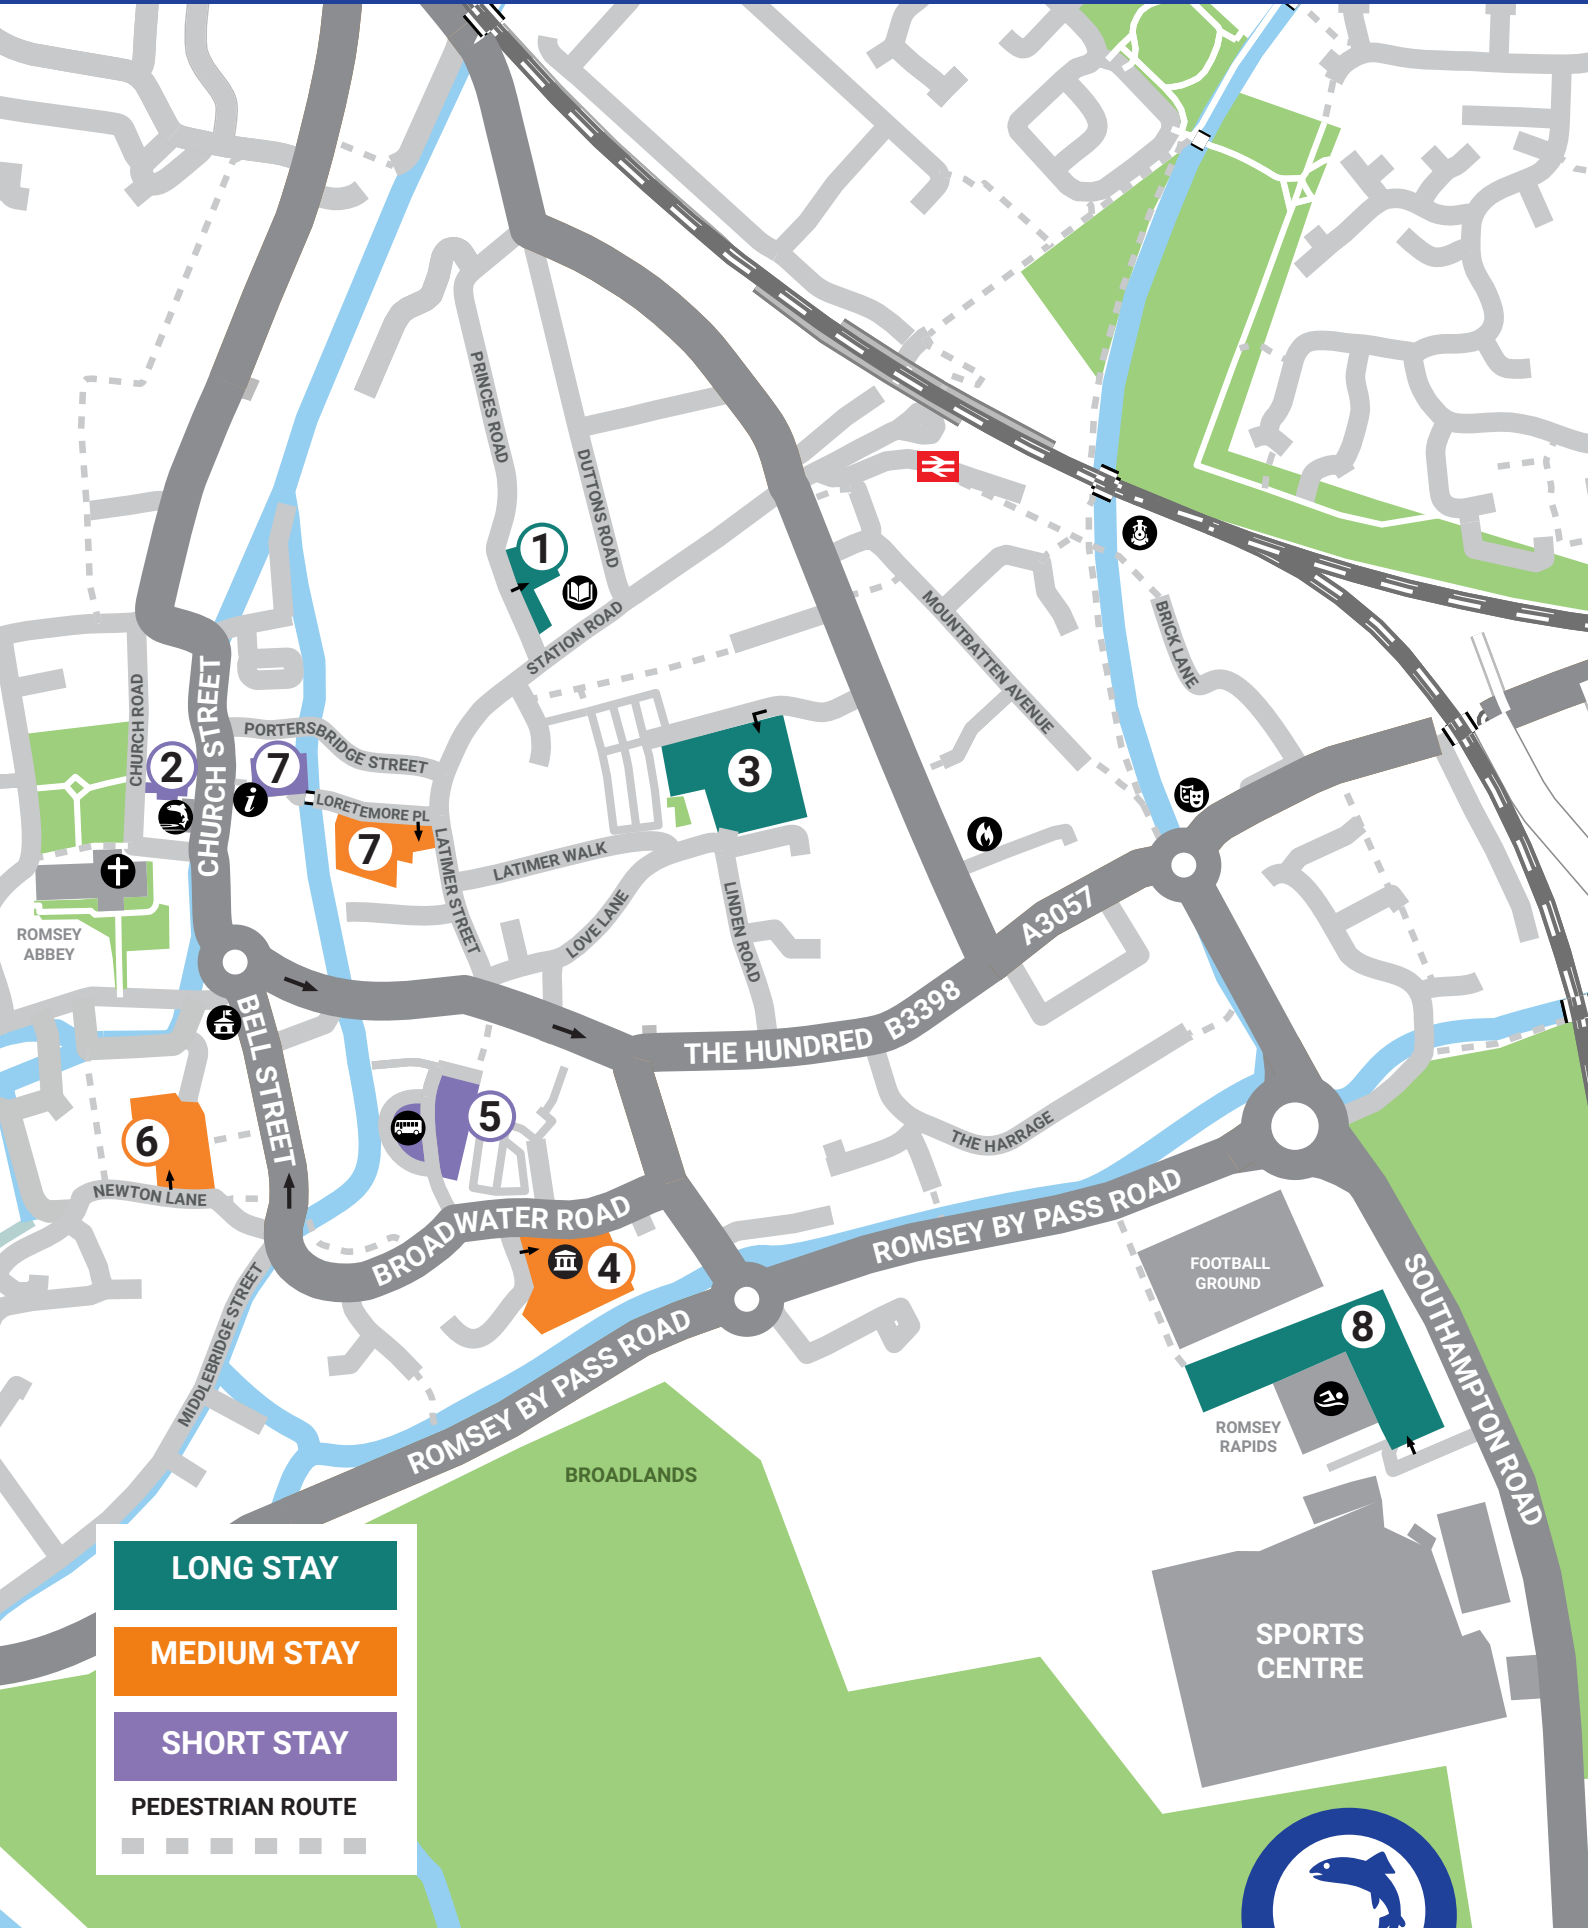 PRINCES ROAD
DUTTONS ROAD
1
STATION ROAD
MOUNTBATTEN AVENUE
BRICK LANE
CHURCH ROAD
CHURCH STREET
PORTERSBRIDGE STREET
2
7
3
i
LORETEMORE PL
7
LATIMER STREET
LATIMER WALK
LOVE LANE
LINDEN ROAD
A3057
ROMSEY
ABBEY
BELL STREET
THE HUNDRED
B3398
5
6
THE HARRAGE
NEWTON LANE
BROADWATER ROAD
ROMSEY BY PASS ROAD
4
FOOTBALL
GROUND
MIDDLEBRIDGE STREET
SOUTHAMPTON ROAD
8
ROMSEY BY PASS ROAD
ROMSEY
RAPIDS
BROADLANDS
LONG STAY
MEDIUM STAY
SHORT STAY
PEDESTRIAN ROUTE
SPORTS
CENTRE